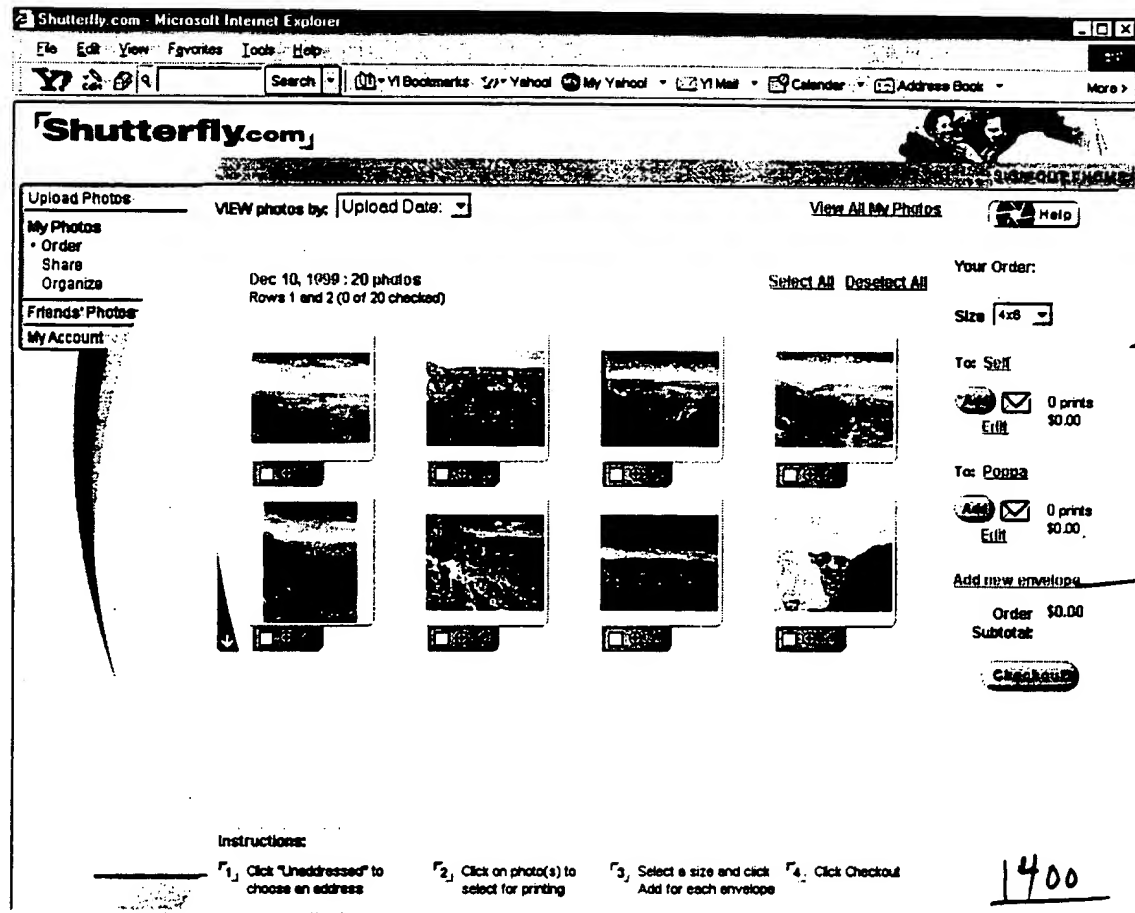 Shutterfly.com - Microsoft Internet Explorer
File Edit View Favorites Tools Help
Y? Search Y! Bookmarks Yahoo! My Yahoo! Y! Mail Calendar Address Book More >
Shutterfly.com
Upload Photos
My Photos
• Order
Share
Organize
Friends' Photos
My Account
VIEW photos by: Upload Date:
View All My Photos
Help
Dec 10, 1999 : 20 photos
Rows 1 and 2 (0 of 20 checked)
Select All Deselect All
Your Order:
Size 4x6
To: Self
Add 0 prints
Edit $0.00
To: Poppa
Add 0 prints
Edit $0.00
Add new envelope
Order $0.00
Subtotal:
Checkout
Instructions:
1 Click "Unaddressed" to choose an address
2 Click on photo(s) to select for printing
3 Select a size and click Add for each envelope
4 Click Checkout
1400